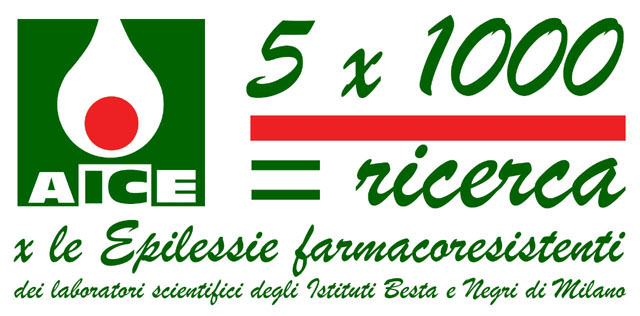 AICE
5 x 1000
= ricerca
x le Epilessie farmacoresistenti
dei laboratori scientifici degli Istituti Besta e Negri di Milano